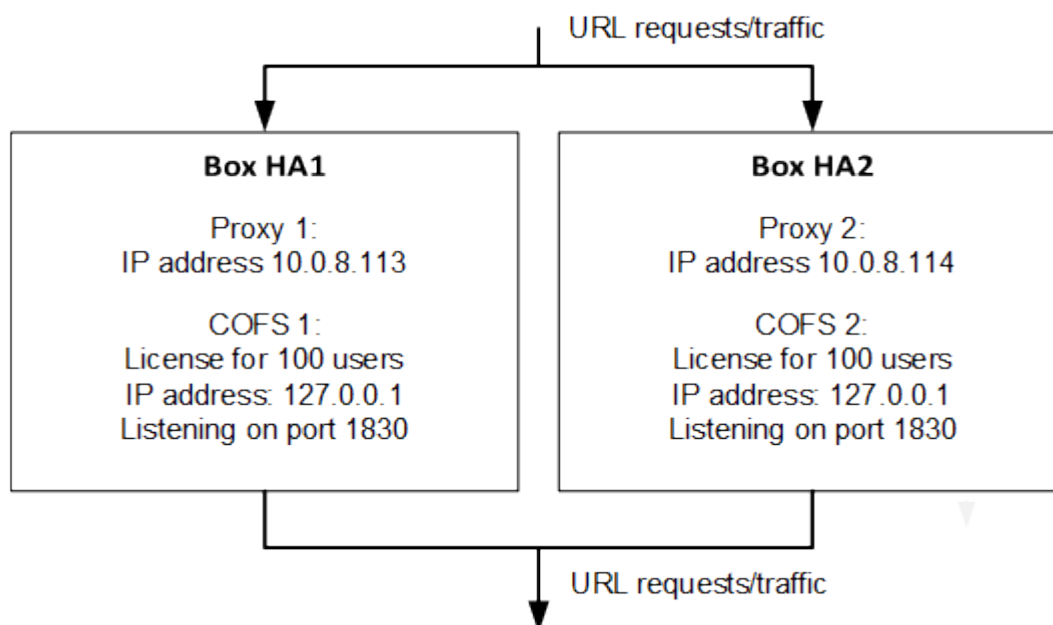 URL requests/traffic
Box HA1
Proxy 1:
IP address 10.0.8.113
COFS 1:
License for 100 users
IP address: 127.0.0.1
Listening on port 1830
Box HA2
Proxy 2:
IP address 10.0.8.114
COFS 2:
License for 100 users
IP address: 127.0.0.1
Listening on port 1830
URL requests/traffic